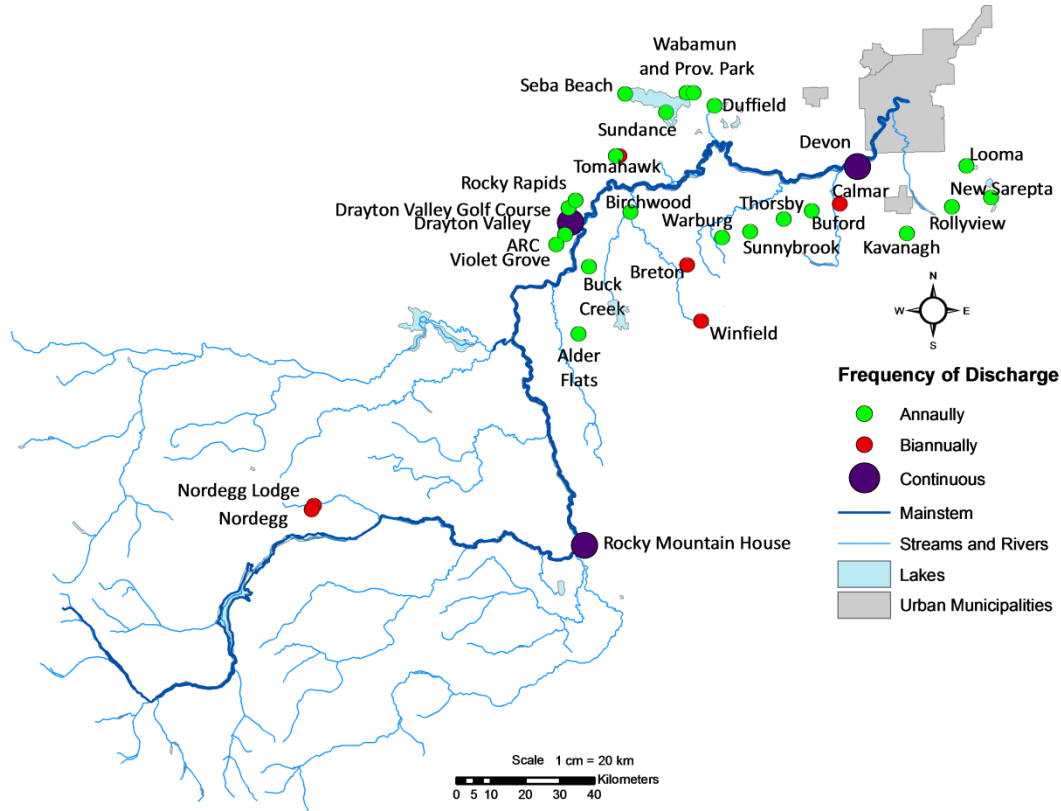 Wabamun
and Prov. Park
Seba Beach
Duffield
Sundance
Devon
Tomahawk
Looma
Calmar
New Sarepta
Rocky Rapids
Birchwood
Thorsby
Drayton Valley Golf Course
Warburg
Buford
Rollyview
Drayton Valley
Sunnybrook
Kavanagh
ARC
Violet Grove
Breton
Buck
Creek
Winfield
Alder
Flats
N
W
E
S
Frequency of Discharge
Annaully
Biannually
Continuous
Mainstem
Streams and Rivers
Lakes
Urban Municipalities
Nordegg Lodge
Nordegg
Rocky Mountain House
Scale 1 cm = 20 km
Kilometers
0 5 10 20 30 40